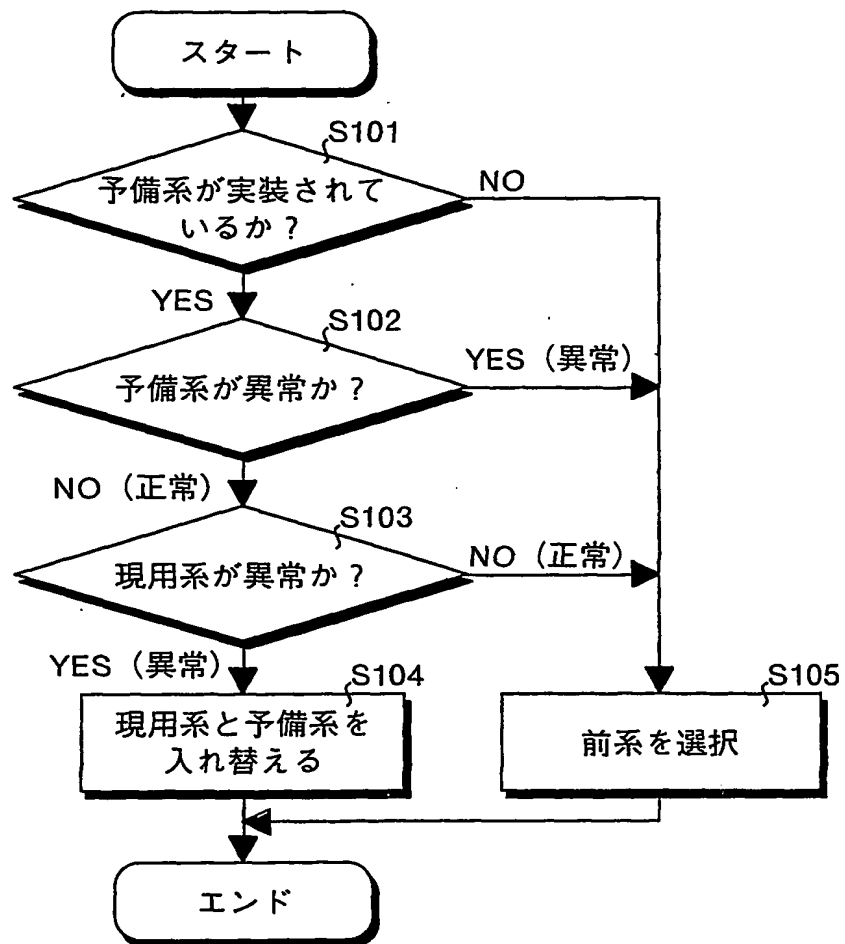 スタート
S101
予備系が実装されて
いるか？
NO
YES
S102
予備系が異常か？
YES（異常）
NO（正常）
S103
現用系が異常か？
NO（正常）
YES（異常）
S104
現用系と予備系を
入れ替える
S105
前系を選択
エンド